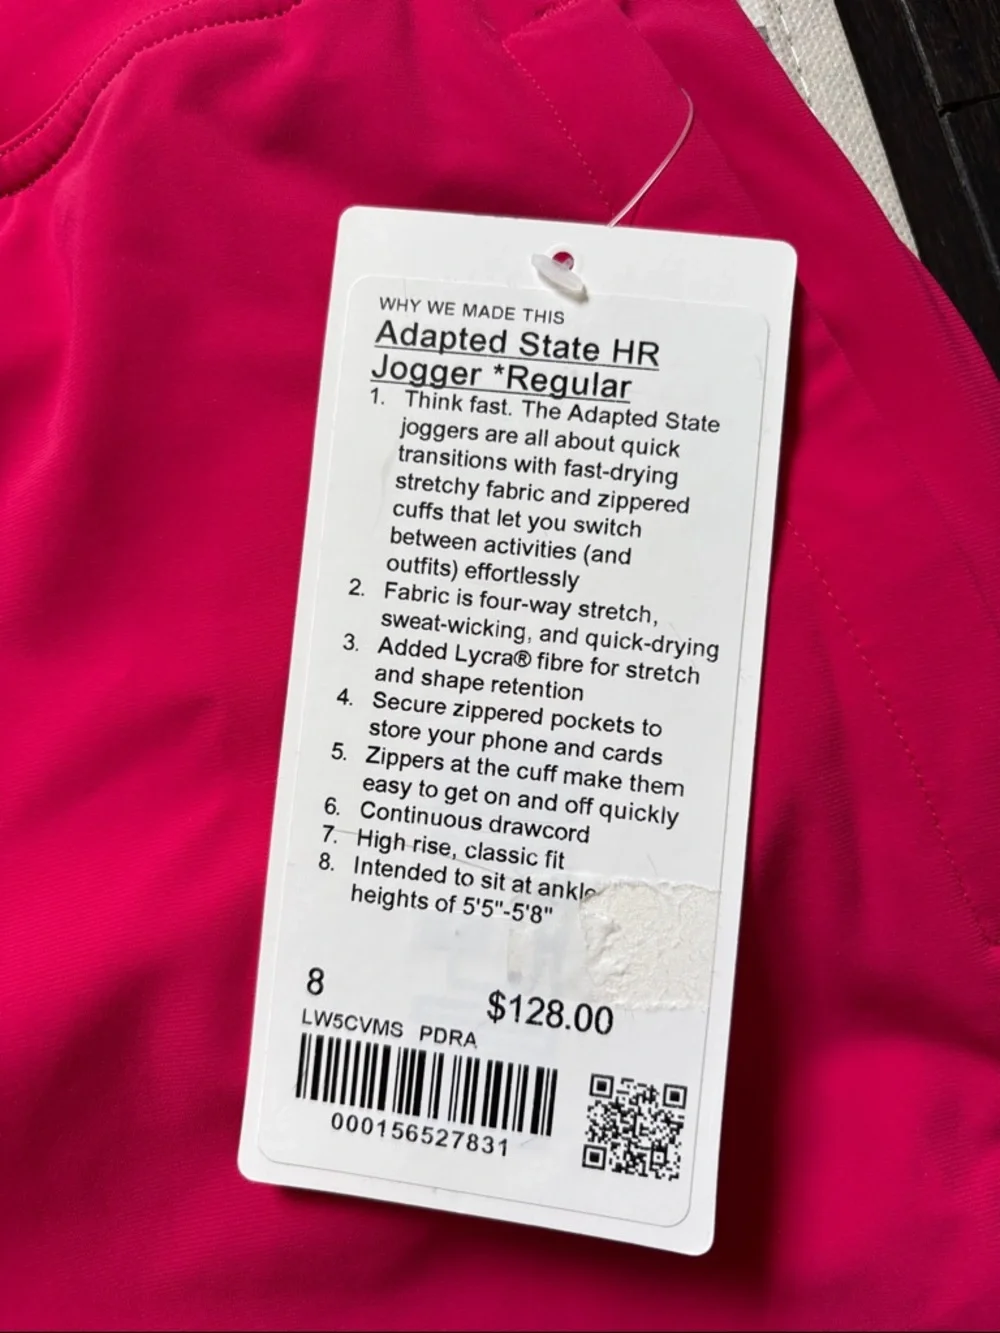 WHY WE MADE THIS
Adapted State HR
Jogger *Regular
1. Think fast. The Adapted State
joggers are all about quick
transitions with fast-drying
stretchy fabric and zippered
cuffs that let you switch
between activities (and
outfits) effortlessly
2. Fabric is four-way stretch,
sweat-wicking, and quick-drying
3. Added Lycra® fibre for stretch
and shape retention
4. Secure zippered pockets to
store your phone and cards
5. Zippers at the cuff make them
easy to get on and off quickly
6. Continuous drawcord
7. High rise, classic fit
8. Intended to sit at ankle
heights of 5'5"-5'8"
8
$128.00
LW5CVMS PDRA
000156527831